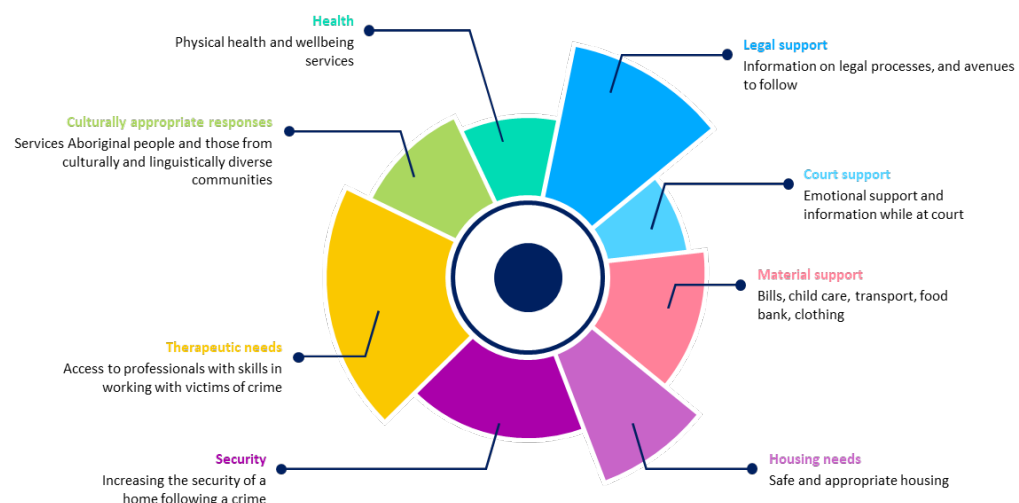 Health
Physical health and wellbeing
services
Legal support
Information on legal processes, and avenues
to follow
Culturally appropriate responses
Services Aboriginal people and those from
culturally and linguistically diverse
communities
Court support
Emotional support and
information while at court
Material support
Bills, child care, transport, food
bank, clothing
Therapeutic needs
Access to professionals with skills in
working with victims of crime
Security
Increasing the security of a
home following a crime
Housing needs
Safe and appropriate housing